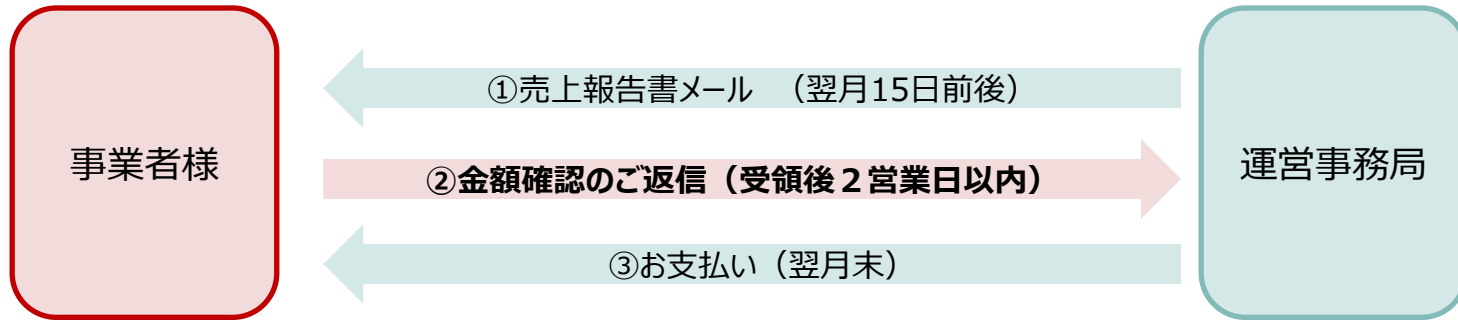 事業者様
①売上報告書メール　（翌月15日前後）
②金額確認のご返信（受領後２営業日以内）
③お支払い（翌月末）
運営事務局